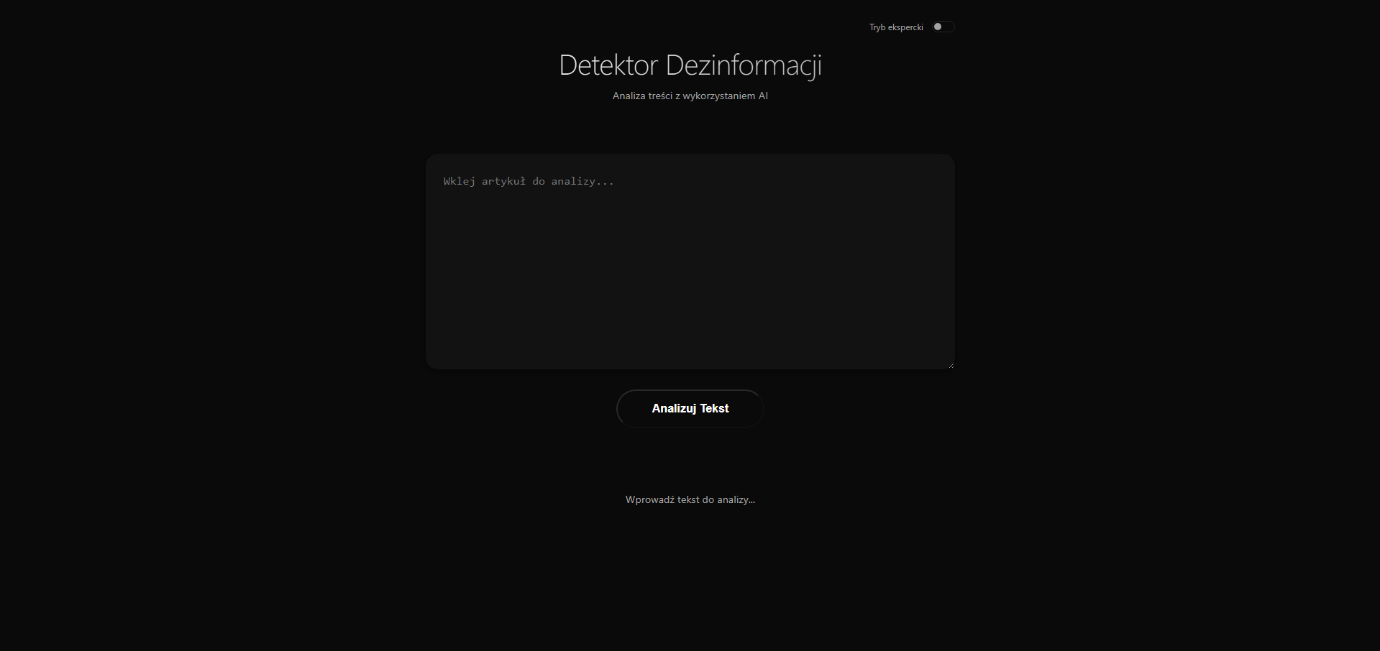 Tryb ekspercki
Detektor Dezinformacji
Analiza treści z wykorzystaniem AI
Wklej artykuł do analizy...
Analizuj Tekst
Wprowadź tekst do analizy...